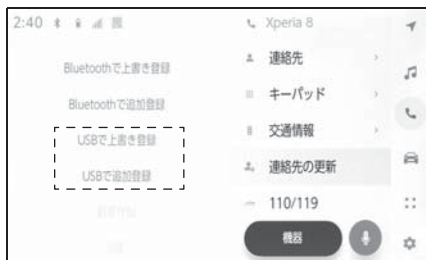 2:40
Bluetoothで上書き登録
Bluetoothで追加登録
USBで上書き登録
USBで追加登録
Xperia 8
連絡先
キーパッド
交通情報
連絡先の更新
110/119
機器